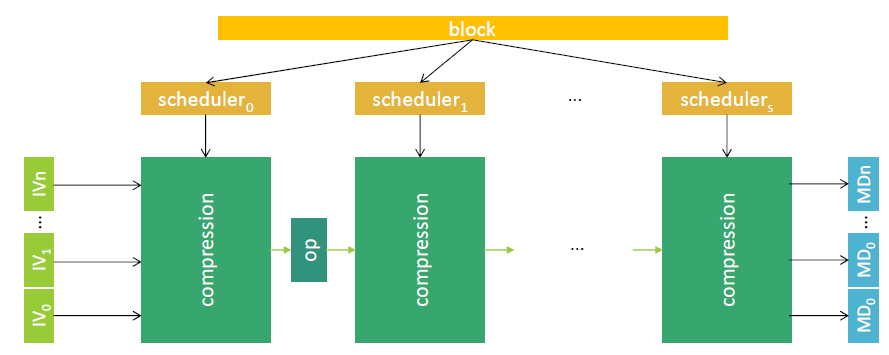 block
scheduler₀
scheduler₁
...
schedulerₛ
IVn
...
IV₁
IV₀
compression
op
compression
...
compression
MDn
...
MD₀
MD₀